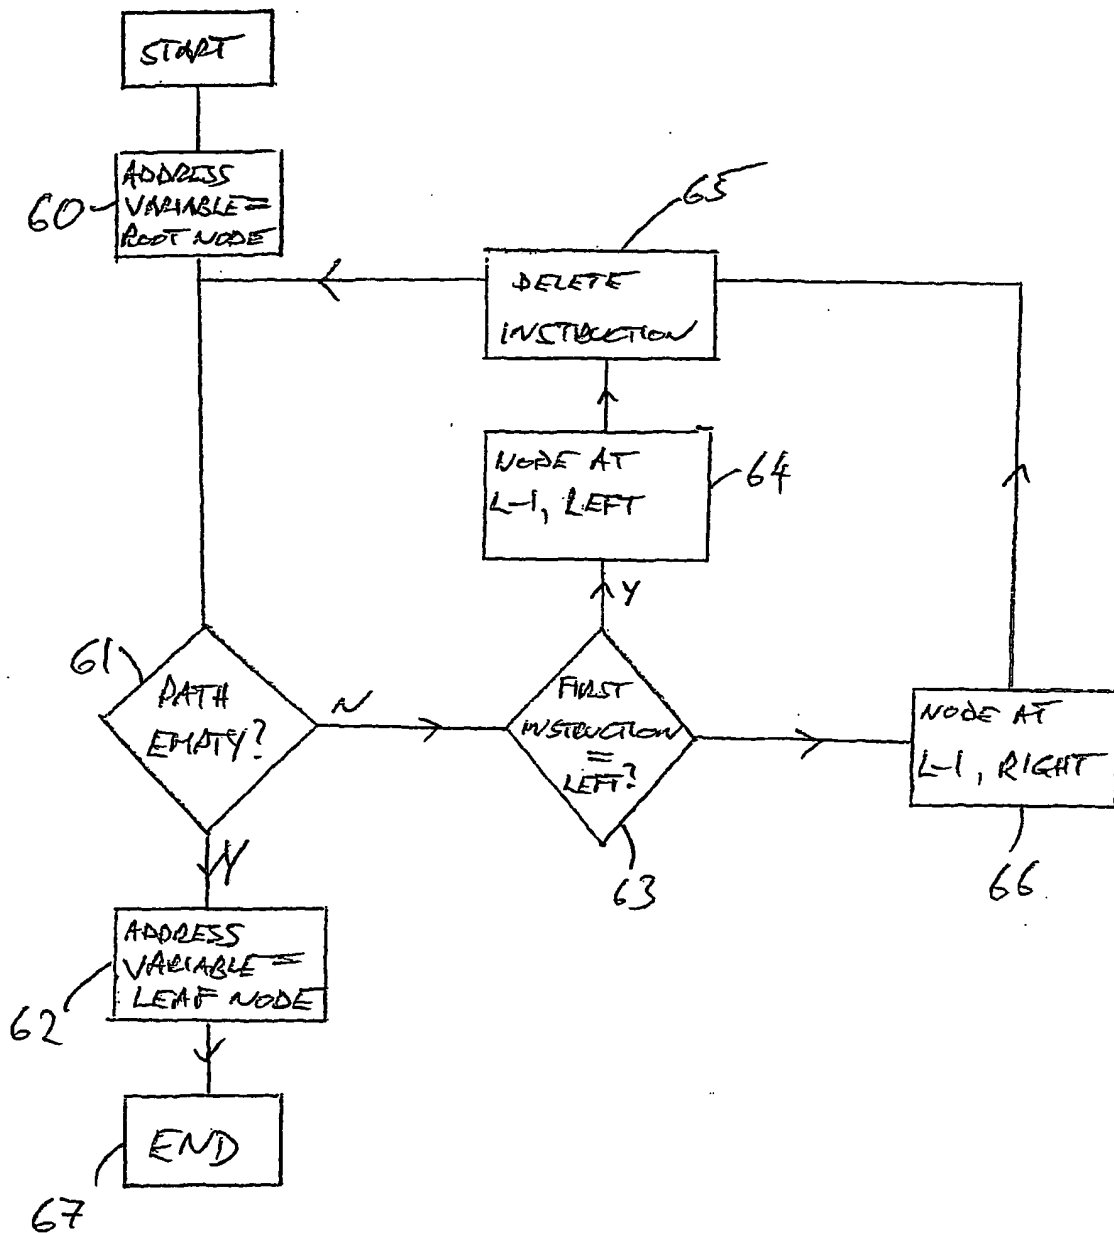 START
60
ADDRESS
VARIABLE =
ROOT NODE
65
DELETE
INSTRUCTION
NODE AT
L-1, LEFT
64
Y
61
PATH
EMPTY?
N
FIRST
INSTRUCTION
=
LEFT?
63
NODE AT
L-1, RIGHT
66
Y
ADDRESS
VARIABLE =
LEAF NODE
62
END
67